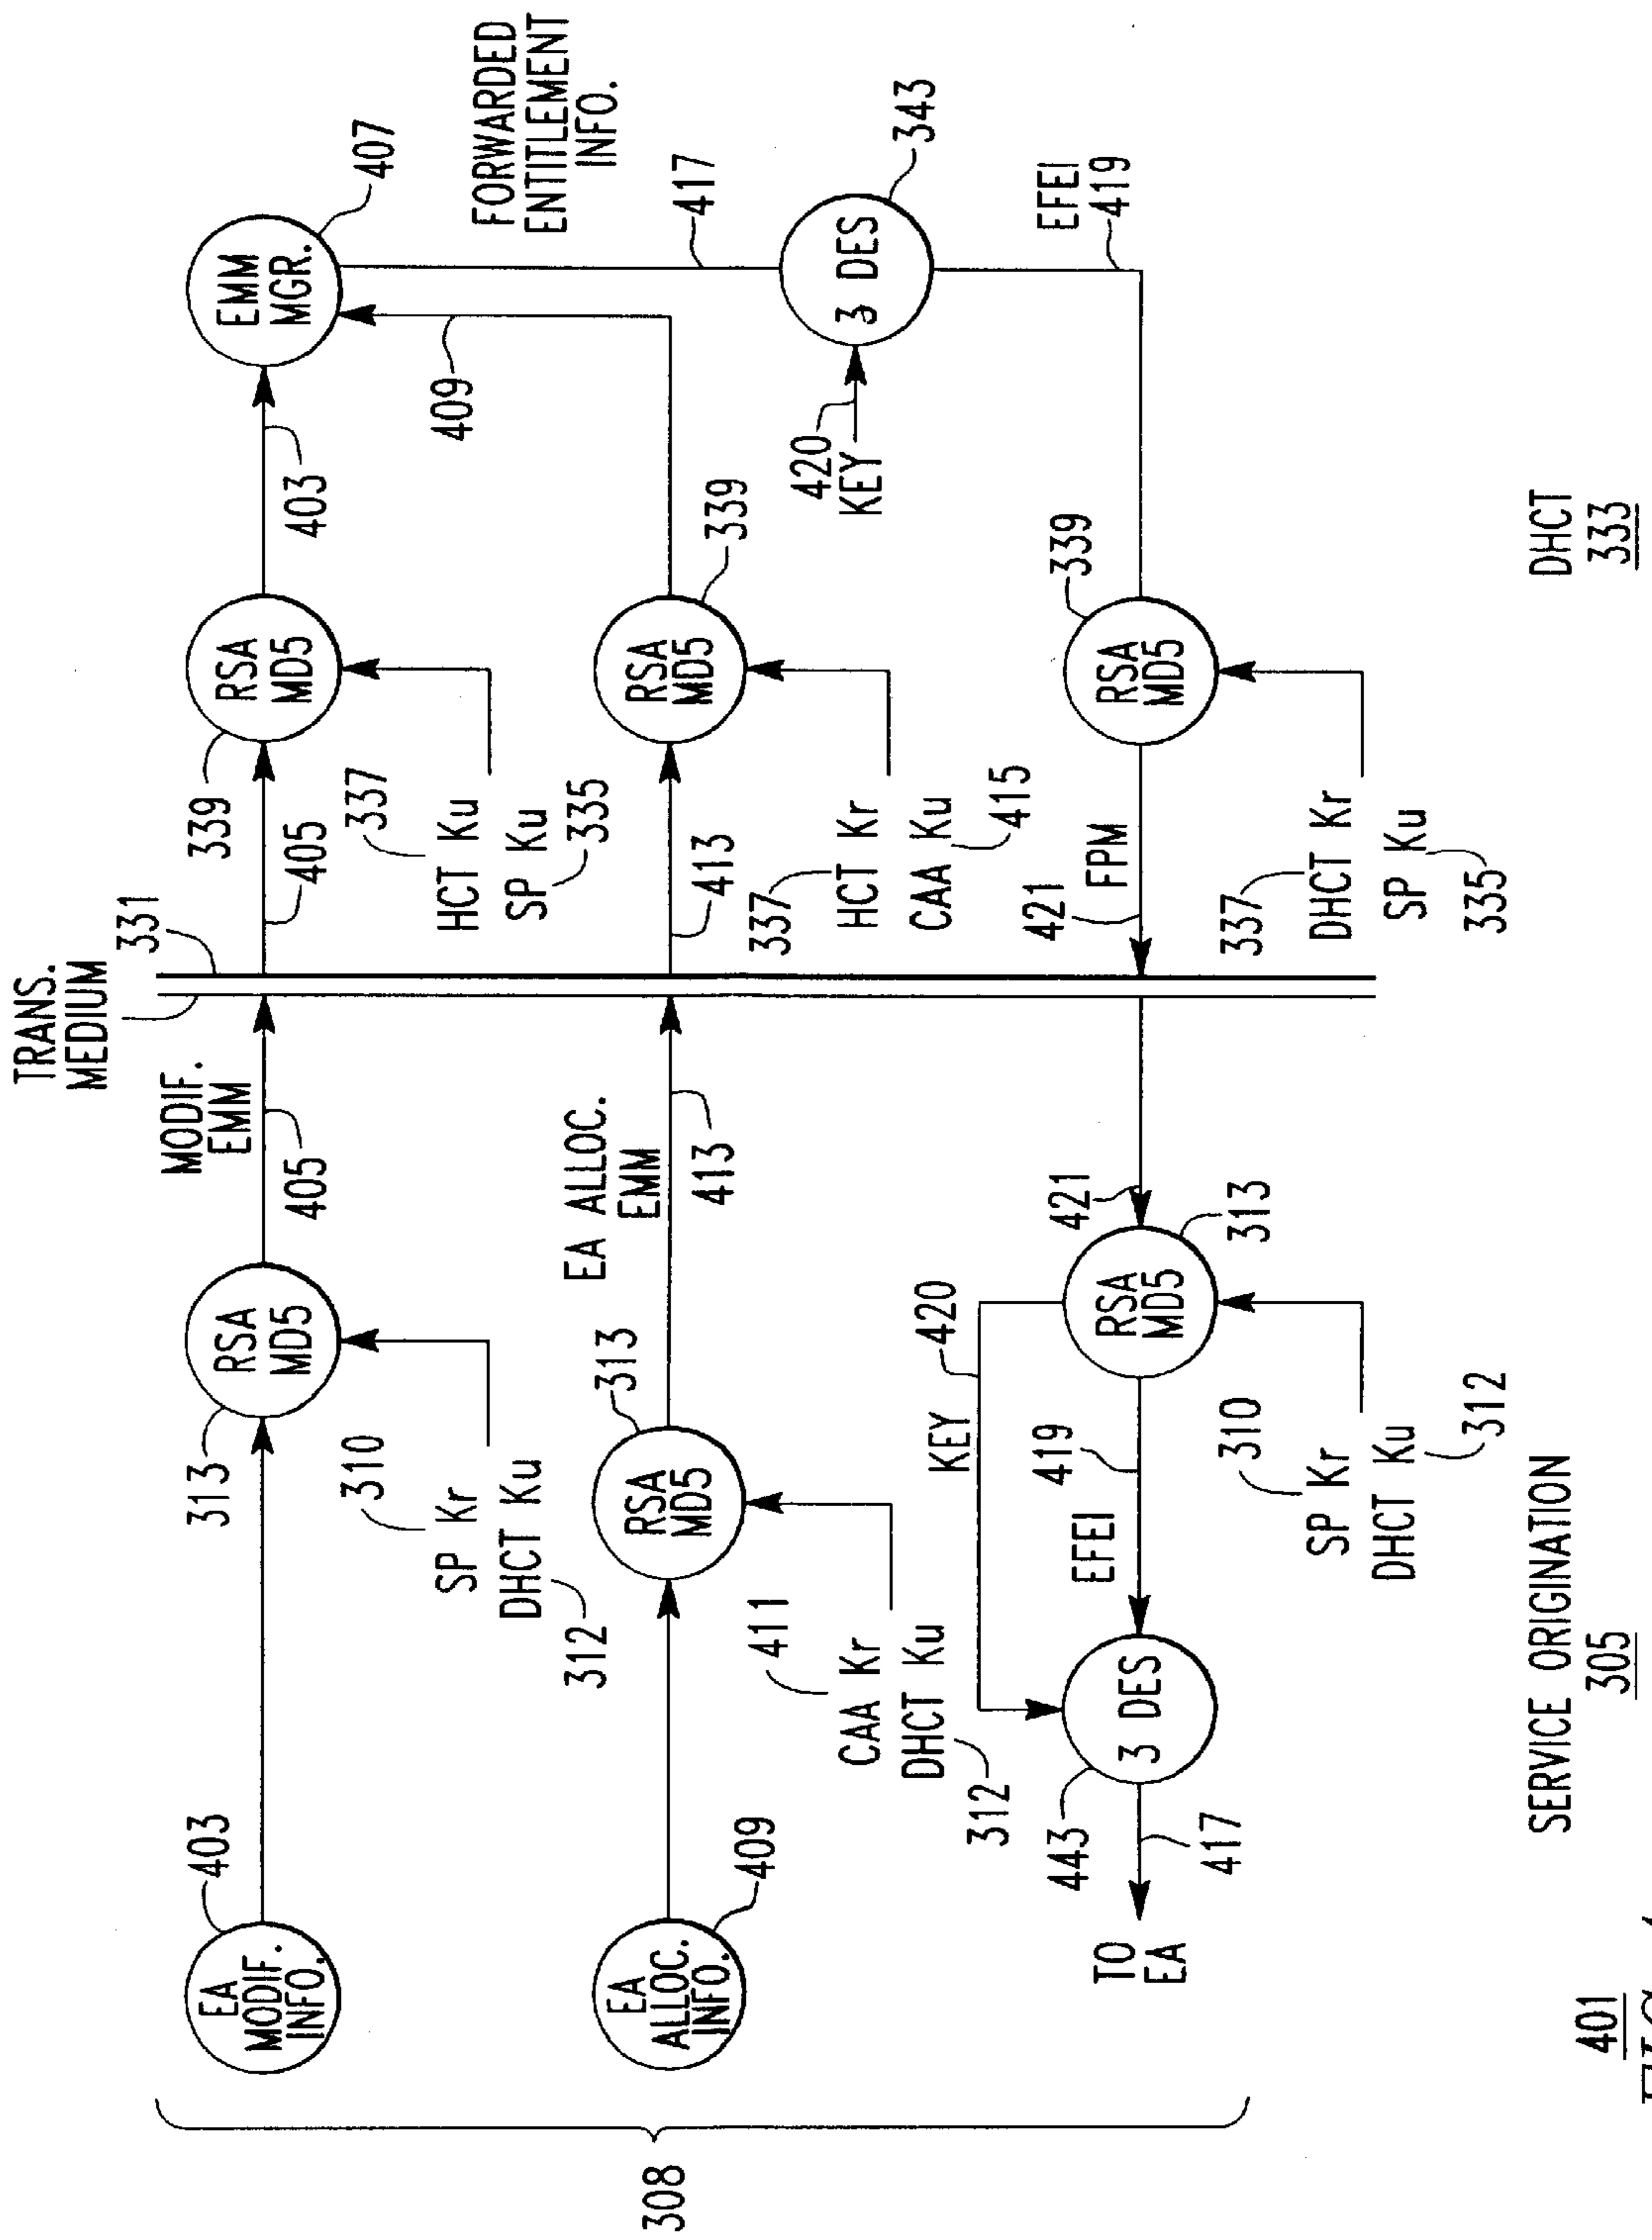 TRANS.
MEDIUM
331
308
EA
MODIF.
INFO.
403
313
RSA
MD5
310
SP Kr
DHCT Ku
312
MODIF.
EMM
405
405
339
RSA
MD5
337
HCT Ku
SP Ku
335
403
EMM
MGR.
407
EA
ALLOC.
INFO.
409
RSA
MD5
313
411
CAA Kr
DHCT Ku
312
EA ALLOC.
EMM
413
413
RSA
MD5
339
337
HCT Kr
CAA Ku
415
409
FORWARDED
ENTITLEMENT
INFO.
417
420
KEY
3 DES
343
EFEI
419
TO
EA
417
443
3 DES
KEY
420
EFEI
419
RSA
MD5
313
421
310
SP Kr
DHCT Ku
312
421
FPM
RSA
MD5
339
337
DHCT Kr
SP Ku
335
SERVICE ORIGINATION
305
DHCT
333
401